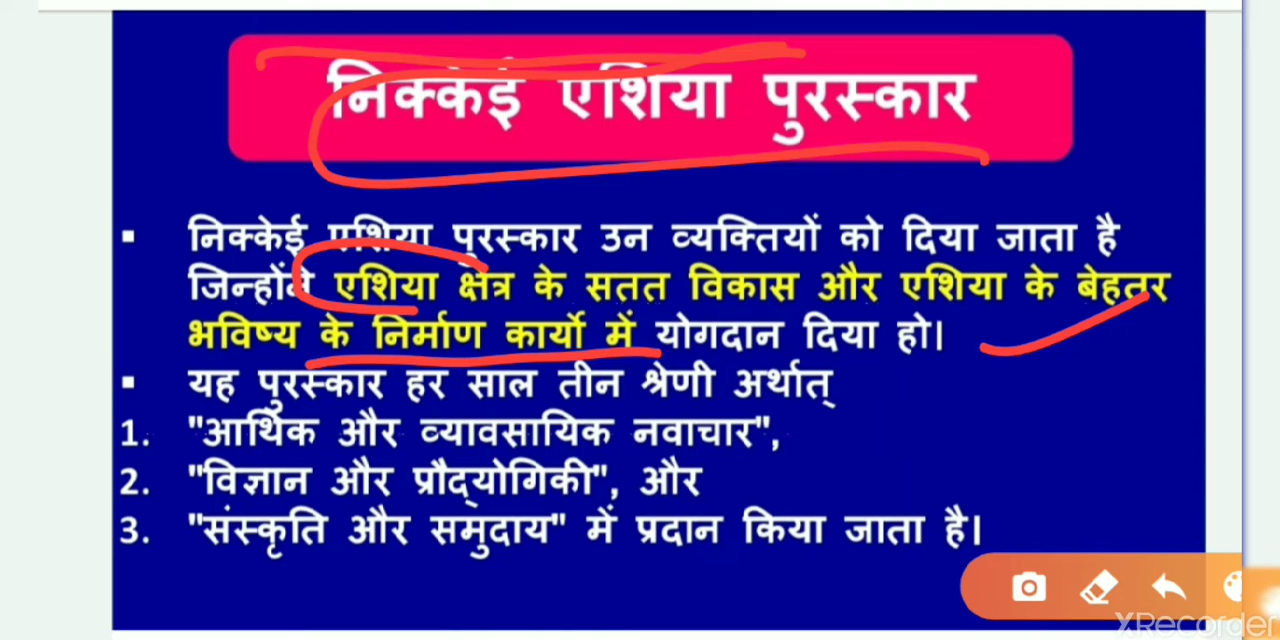 निक्केई एशिया पुरस्कार
▪ निक्केई एशिया पुरस्कार उन व्यक्तियों को दिया जाता है
जिन्होंने एशिया क्षेत्र के सतत विकास और एशिया के बेहतर
भविष्य के निर्माण कार्यो में योगदान दिया हो।
▪ यह पुरस्कार हर साल तीन श्रेणी अर्थात्
1. "आर्थिक और व्यावसायिक नवाचार",
2. "विज्ञान और प्रौद्योगिकी", और
3. "संस्कृति और समुदाय" में प्रदान किया जाता है।
XRecorder